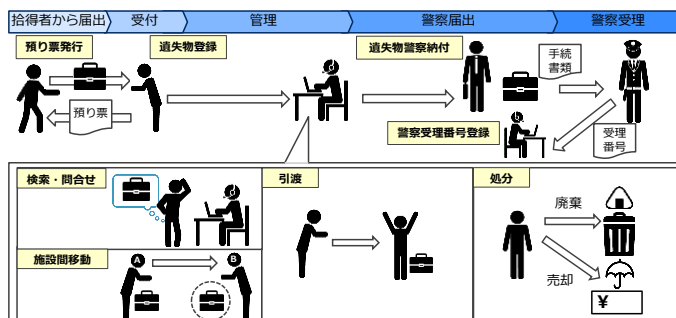 拾得者から届出
受付
管理
警察届出
警察受理
預り票発行
遺失物登録
遺失物警察納付
手続
書類
預り票
警察受理番号登録
受理
番号
検索・問合せ
引渡
処分
廃棄
施設間移動
A
B
売却
¥